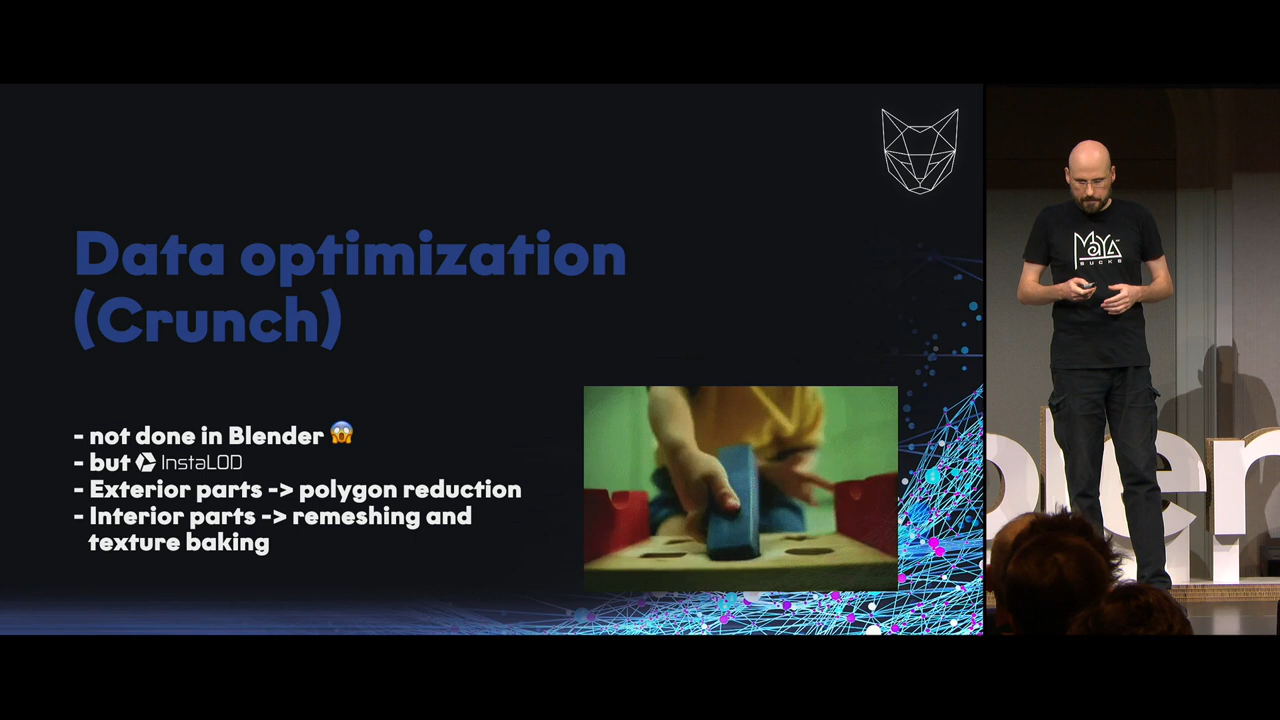 Data optimization
(Crunch)
- not done in Blender 😱
- but InstaLOD
- Exterior parts -> polygon reduction
- Interior parts -> remeshing and
texture baking
MAYA
SUCKS
bler